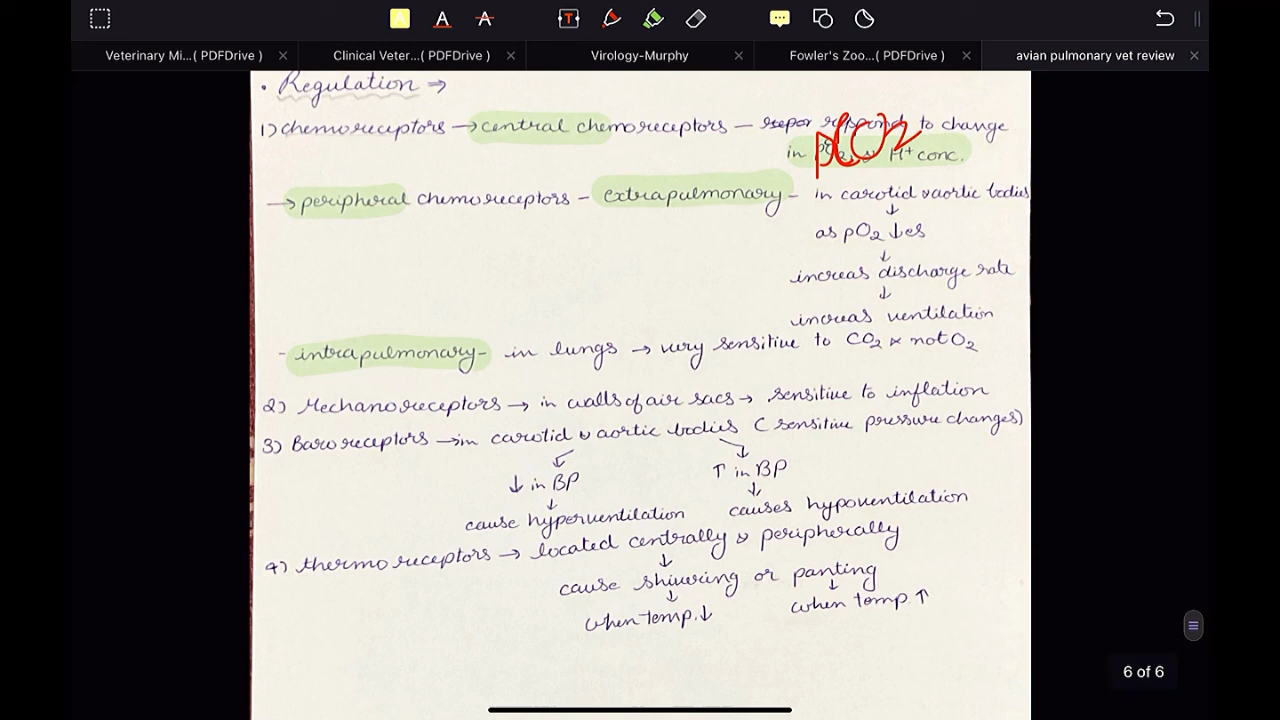 Veterinary Mi...( PDFDrive )
Clinical Veter...( PDFDrive )
Virology-Murphy
Fowler's Zoo...( PDFDrive )
avian pulmonary vet review
• Regulation ⇒
1) chemoreceptors → central chemoreceptors – respond to change
pCO2
in H+ conc.
→ peripheral chemoreceptors – extrapulmonary – in carotid & aortic bodies
↓
as pO2 ↓es
↓
increas discharge rate
↓
increas ventilation
- intrapulmonary - in lungs → very sensitive to CO2 × not O2
2) Mechanoreceptors → in walls of air sacs → sensitive to inflation
3) Baroreceptors → in carotid & aortic bodies ( sensitive pressure changes)
↓ in BP ↑ in BP
↓ ↓
cause hyperventilation causes hypoventilation
4) thermoreceptors → located centrally & peripherally
↓
cause shivering or panting
↓ ↓
when temp. ↓ when temp ↑
6 of 6